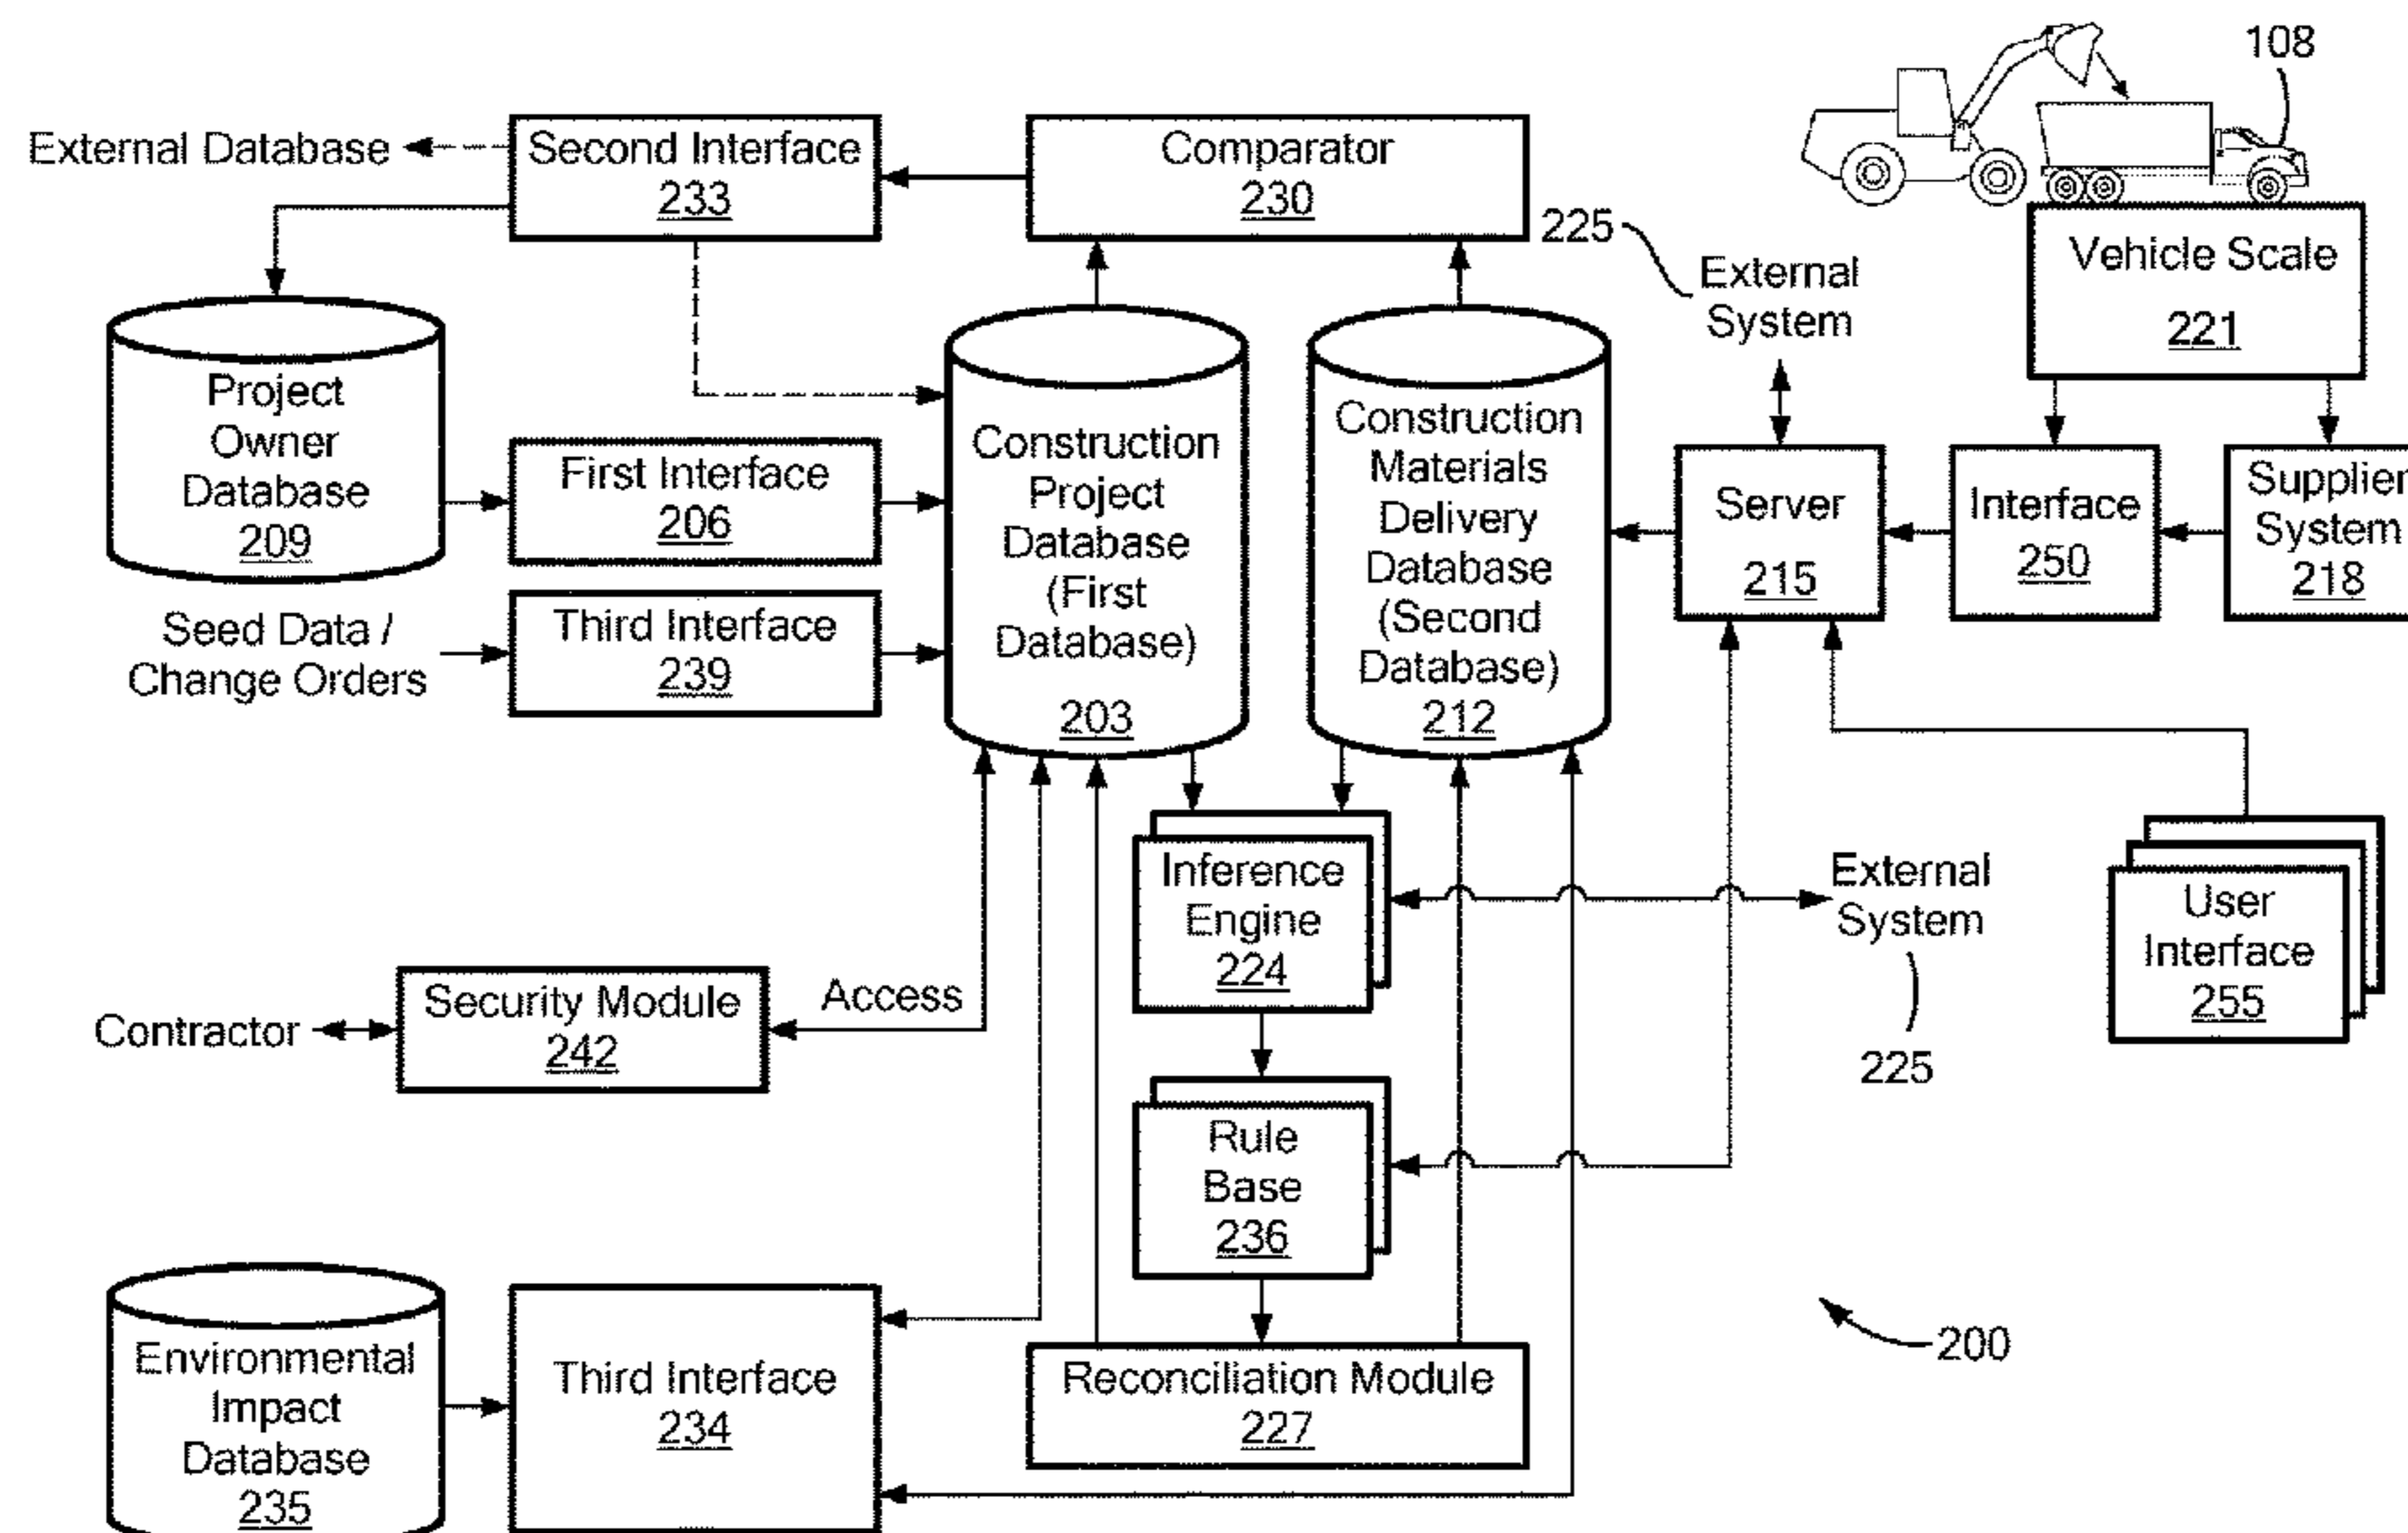 108
External Database
Second Interface
233
Comparator
230
225
External
System
Vehicle Scale
221
Project
Owner
Database
209
First Interface
206
Construction
Project
Database
(First
Database)
203
Construction
Materials
Delivery
Database
(Second
Database)
212
Server
215
Interface
250
Supplier
System
218
Seed Data /
Change Orders
Third Interface
239
Inference
Engine
224
External
System
225
User
Interface
255
Contractor
Security Module
242
Access
Rule
Base
236
Environmental
Impact
Database
235
Third Interface
234
Reconciliation Module
227
200